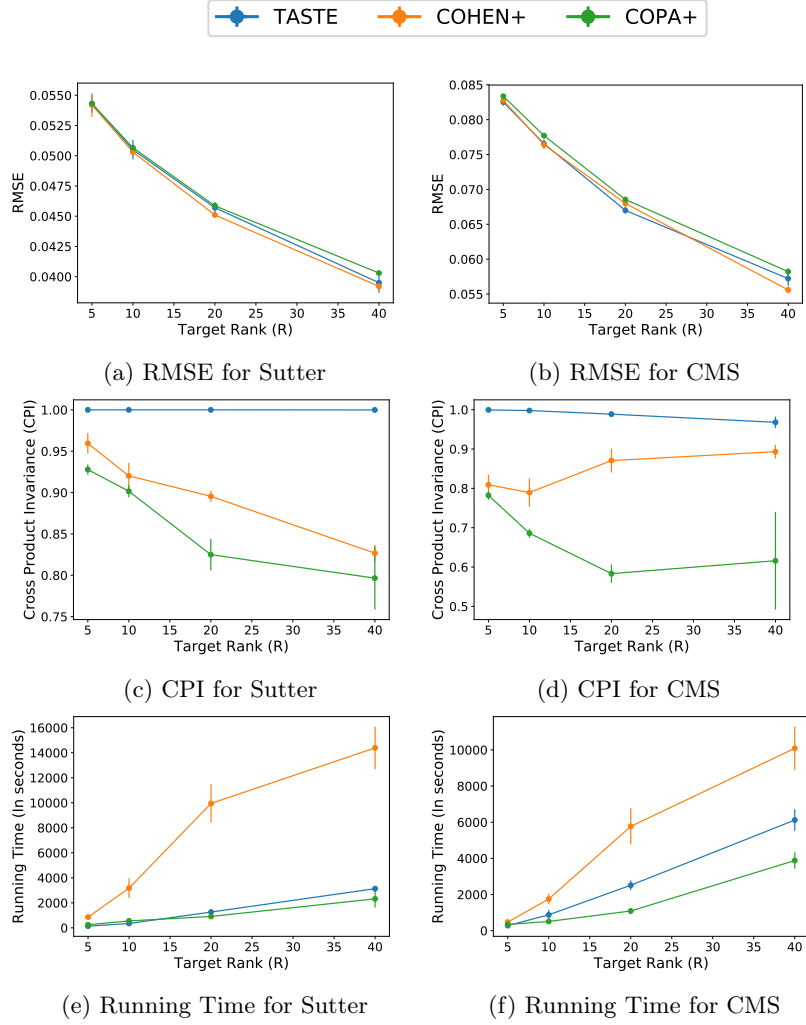 TASTE COHEN+ COPA+
0.0550
0.0525
0.0500
0.0475
0.0450
0.0425
0.0400
RMSE
5 10 15 20 25 30 35 40
Target Rank (R)
(a) RMSE for Sutter
0.085
0.080
0.075
0.070
0.065
0.060
0.055
RMSE
5 10 15 20 25 30 35 40
Target Rank (R)
(b) RMSE for CMS
1.00
0.95
0.90
0.85
0.80
0.75
Cross Product Invariance (CPI)
5 10 15 20 25 30 35 40
Target Rank (R)
(c) CPI for Sutter
1.0
0.9
0.8
0.7
0.6
0.5
Cross Product Invariance (CPI)
5 10 15 20 25 30 35 40
Target Rank (R)
(d) CPI for CMS
16000
14000
12000
10000
8000
6000
4000
2000
0
Running Time (In seconds)
5 10 15 20 25 30 35 40
Target Rank (R)
(e) Running Time for Sutter
10000
8000
6000
4000
2000
0
Running Time (In seconds)
5 10 15 20 25 30 35 40
Target Rank (R)
(f) Running Time for CMS